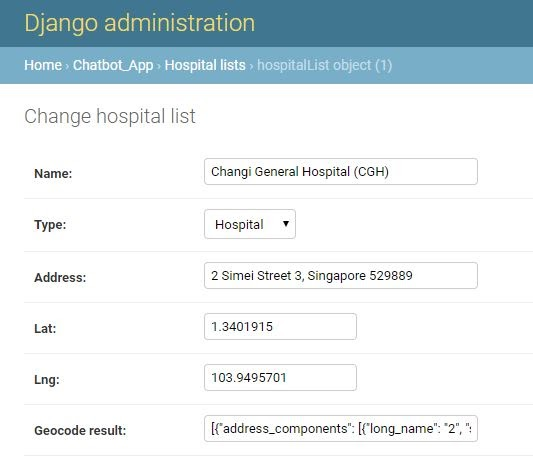 Django administration
Home › Chatbot_App › Hospital lists › hospitalList object (1)
Change hospital list
Name: Changi General Hospital (CGH)
Type: Hospital
Address: 2 Simei Street 3, Singapore 529889
Lat: 1.3401915
Lng: 103.9495701
Geocode result: [{"address_components": [{"long_name": "2", "